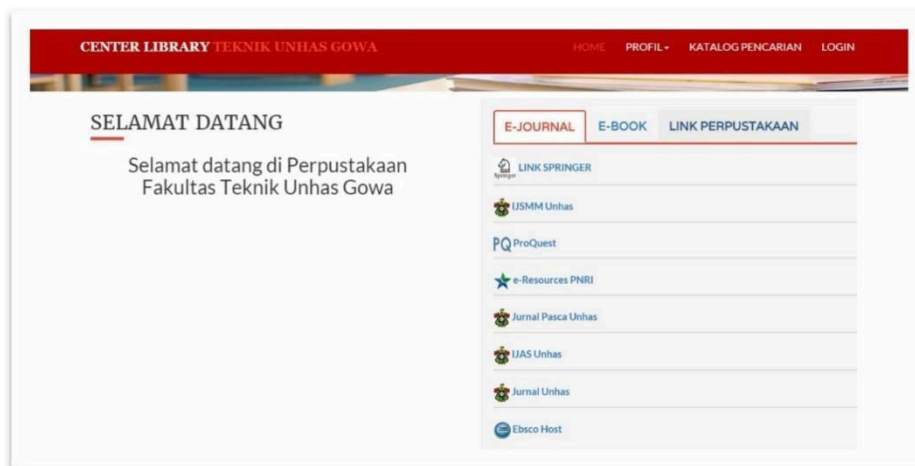 CENTER LIBRARY TEKNIK UNHAS GOWA
HOME PROFIL KATALOG PENCARIAN LOGIN
SELAMAT DATANG
Selamat datang di Perpustakaan
Fakultas Teknik Unhas Gowa
E-JOURNAL E-BOOK LINK PERPUSTAKAAN
Springer LINK SPRINGER
IJSMM Unhas
PQ ProQuest
e-Resources PNRI
Jurnal Pasca Unhas
IJAS Unhas
Jurnal Unhas
Ebsco Host